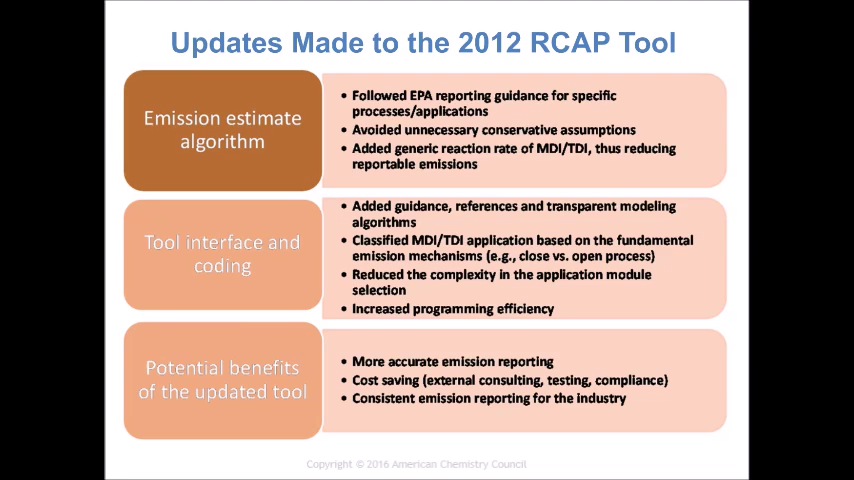 Updates Made to the 2012 RCAP Tool
Emission estimate
algorithm
• Followed EPA reporting guidance for specific
processes/applications
• Avoided unnecessary conservative assumptions
• Added generic reaction rate of MDI/TDI, thus reducing
reportable emissions
Tool interface and
coding
• Added guidance, references and transparent modeling
algorithms
• Classified MDI/TDI application based on the fundamental
emission mechanisms (e.g., close vs. open process)
• Reduced the complexity in the application module
selection
• Increased programming efficiency
Potential benefits
of the updated tool
• More accurate emission reporting
• Cost saving (external consulting, testing, compliance)
• Consistent emission reporting for the industry
Copyright © 2016 American Chemistry Council